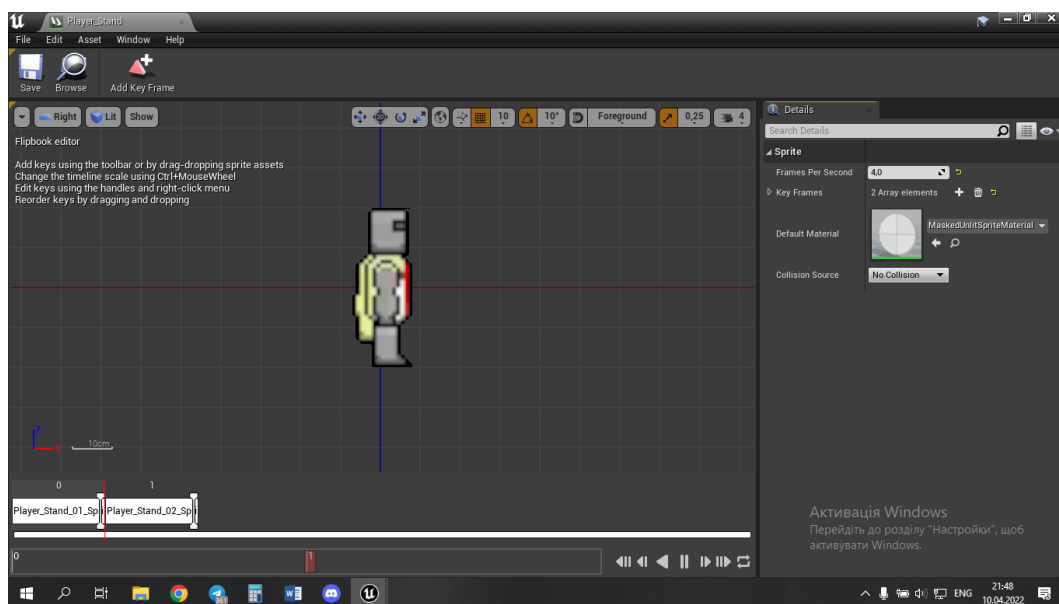 Player_Stand
File Edit Asset Window Help
Save Browse Add Key Frame
Right Lit Show 10 10° Foreground 0,25 4
Flipbook editor
Add keys using the toolbar or by drag-dropping sprite assets
Change the timeline scale using Ctrl+MouseWheel
Edit keys using the handles and right-click menu
Reorder keys by dragging and dropping
Z
X
10cm
0 1
Player_Stand_01_Spri Player_Stand_02_Spri
0 1
Details
Search Details
Sprite
Frames Per Second 4,0
Key Frames 2 Array elements
Default Material MaskedUnlitSpriteMaterial
Collision Source No Collision
Активація Windows
Перейдіть до розділу "Настройки", щоб
активувати Windows.
361
ENG
21:48
10.04.2022